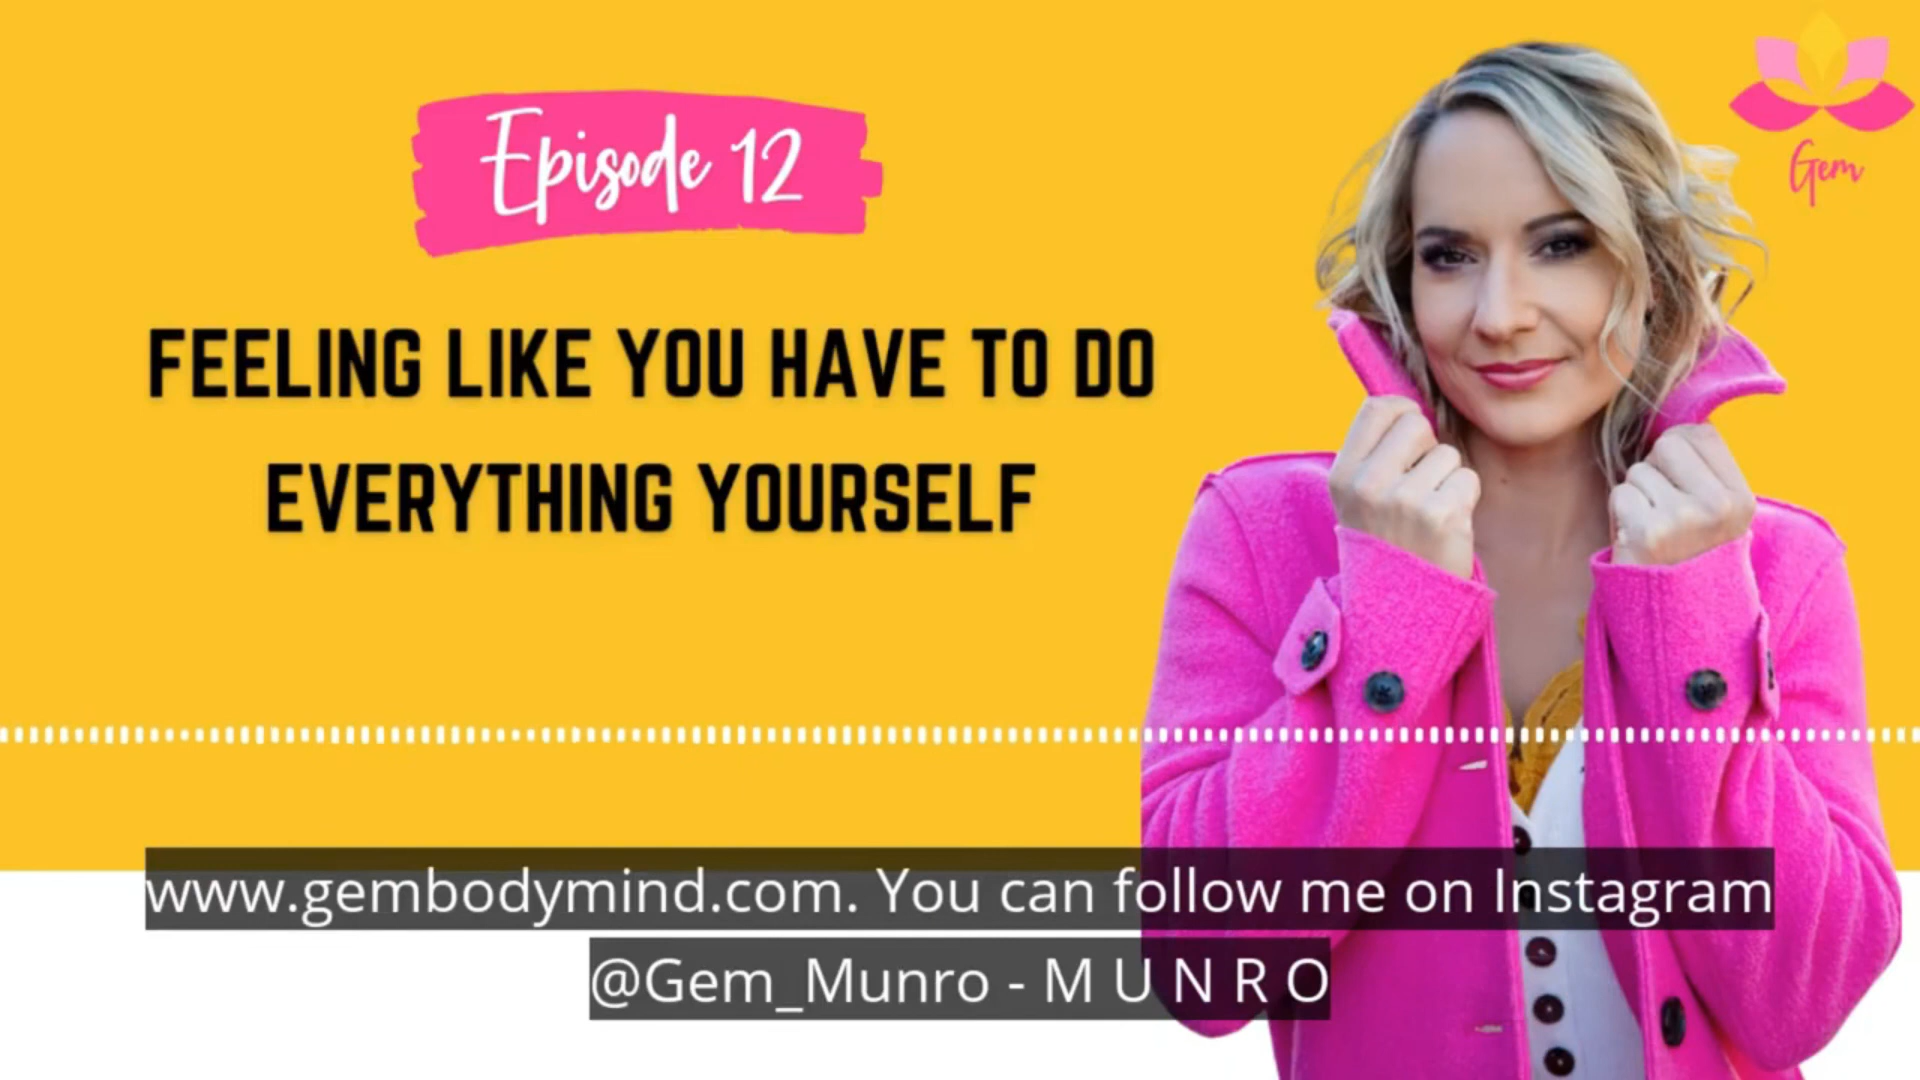 Episode 12
Gem
FEELING LIKE YOU HAVE TO DO
EVERYTHING YOURSELF
www.gembodymind.com. You can follow me on Instagram
@Gem_Munro - M U N R O